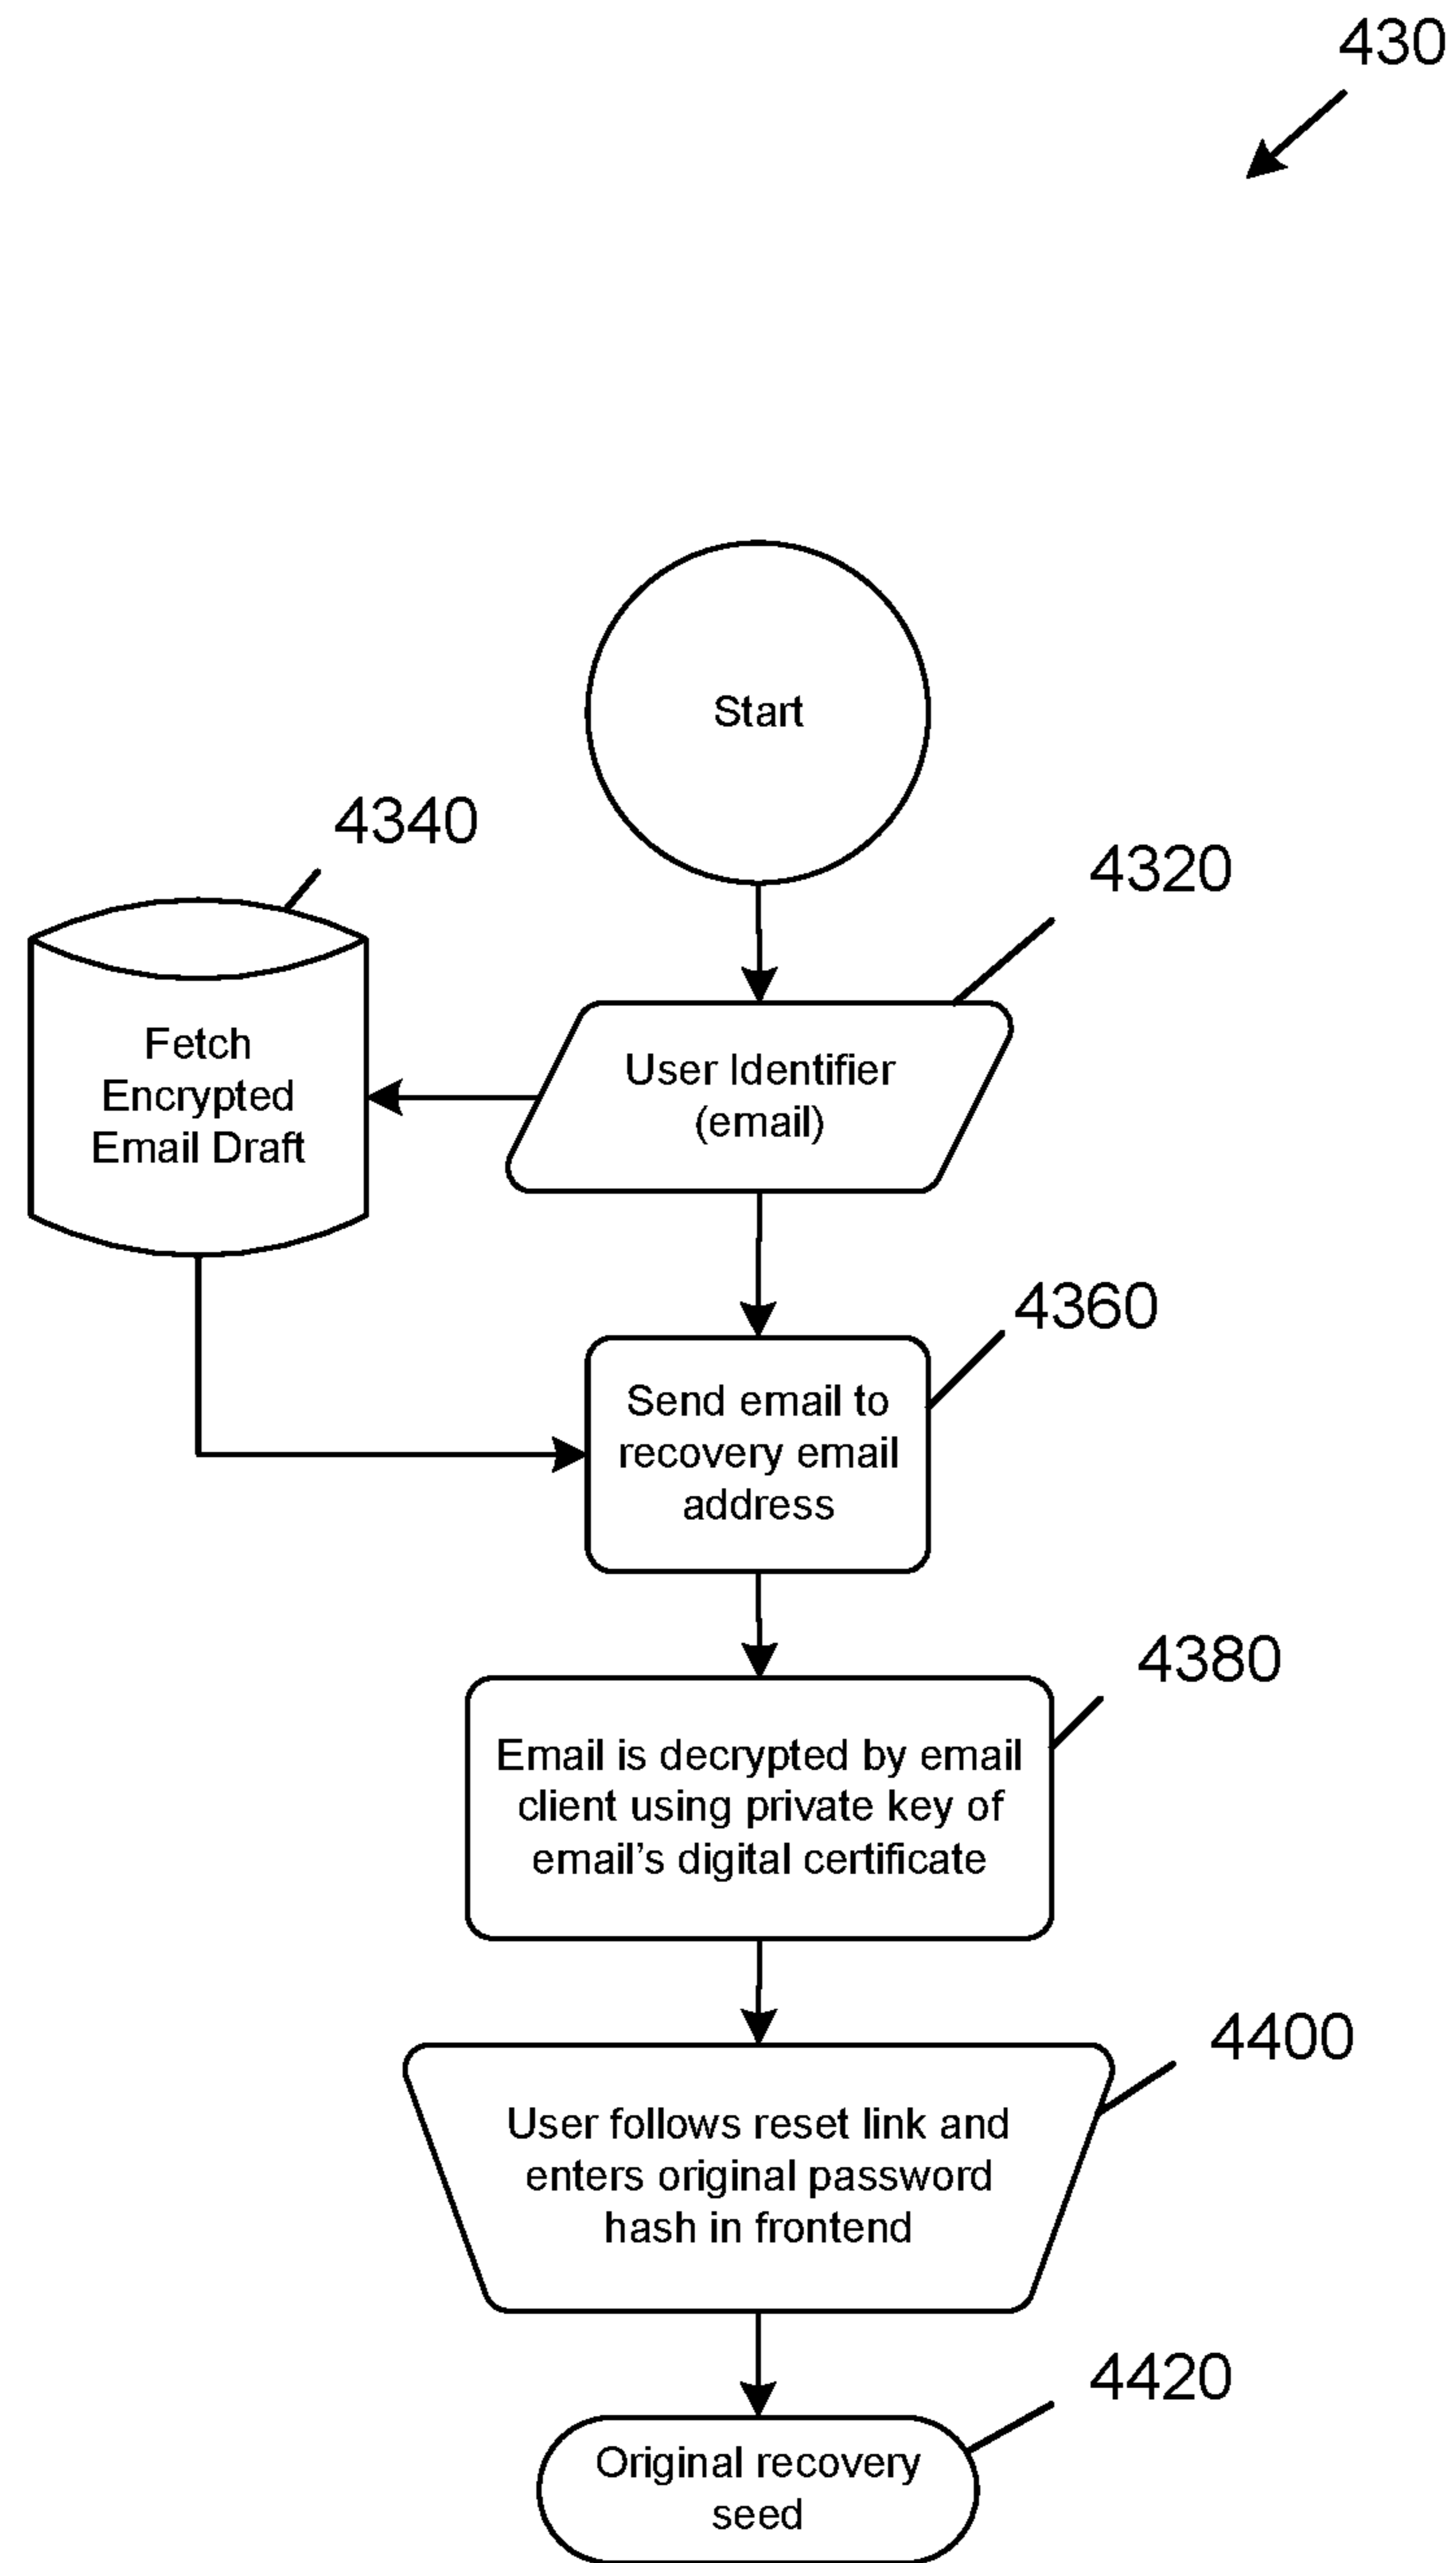 430
Start
4340
4320
Fetch
Encrypted
Email Draft
User Identifier
(email)
4360
Send email to
recovery email
address
4380
Email is decrypted by email
client using private key of
email’s digital certificate
4400
User follows reset link and
enters original password
hash in frontend
4420
Original recovery
seed